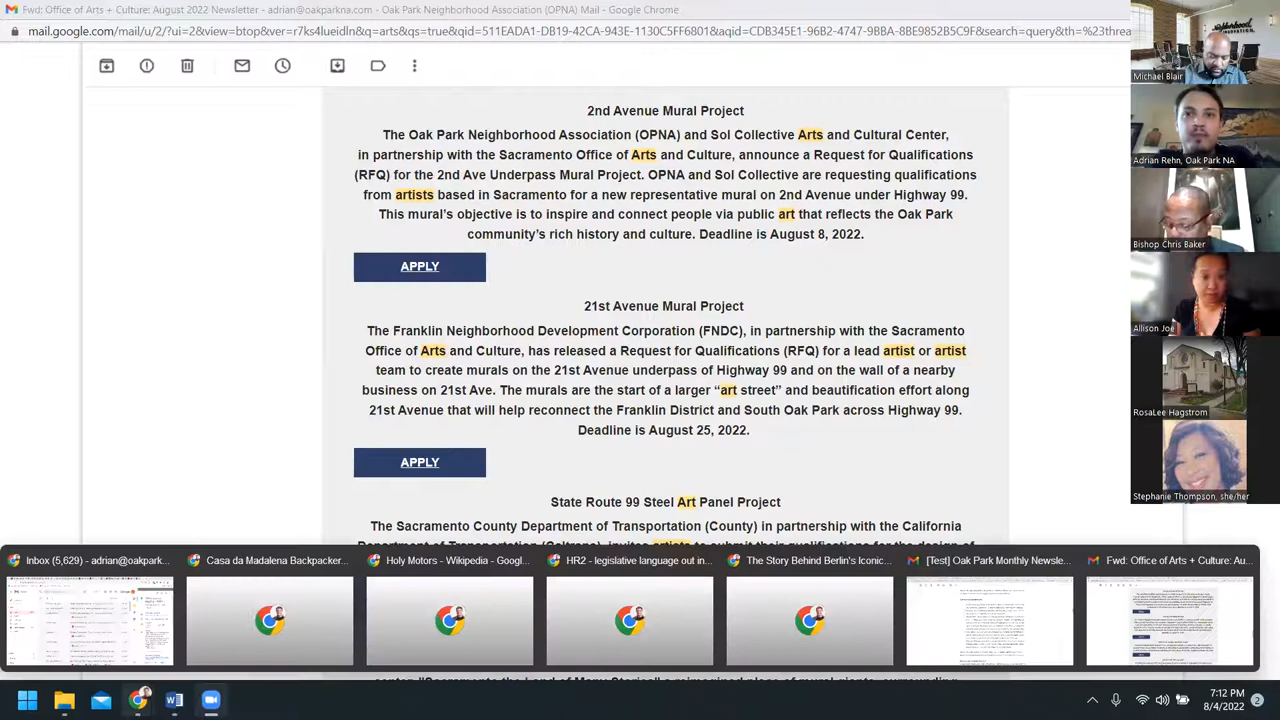 Fwd: Office of Arts + Culture: August 2022 Newsletter - adrian@oakparkna.com - Oak Park Neighborhood Association (OPNA) Mail - Google Chrome
2nd Avenue Mural Project
The Oak Park Neighborhood Association (OPNA) and Sol Collective Arts and Cultural Center,
in partnership with the Sacramento Office of Arts and Culture, announce a Request for Qualifications
(RFQ) for the 2nd Ave Underpass Mural Project. OPNA and Sol Collective are requesting qualifications
from artists based in Sacramento for a new representative mural on 2nd Avenue under Highway 99.
This mural's objective is to inspire and connect people via public art that reflects the Oak Park
community's rich history and culture. Deadline is August 8, 2022.
APPLY
21st Avenue Mural Project
The Franklin Neighborhood Development Corporation (FNDC), in partnership with the Sacramento
Office of Arts and Culture, has released a Request for Qualifications (RFQ) for a lead artist or artist
team to create murals on the 21st Avenue underpass of Highway 99 and on the wall of a nearby
business on 21st Ave. The murals are the start of a larger “art street” and beautification effort along
21st Avenue that will help reconnect the Franklin District and South Oak Park across Highway 99.
Deadline is August 25, 2022.
APPLY
State Route 99 Steel Art Panel Project
The Sacramento County Department of Transportation (County) in partnership with the California
Michael Blair
Adrian Rehn, Oak Park NA
Bishop Chris Baker
Allison Joe
RosaLee Hagstrom
Stephanie Thompson, she/her
Inbox (5,629) - adrian@oakpark...
Casa da Madalena Backpacker...
Holy Motors - Wikipedia - Googl...
HR2 - legislative language out in...
The Story Behind Berlin's Iconic...
[Test] Oak Park Monthly Newsle...
Fwd: Office of Arts + Culture: Au...
7:12 PM
8/4/2022
2